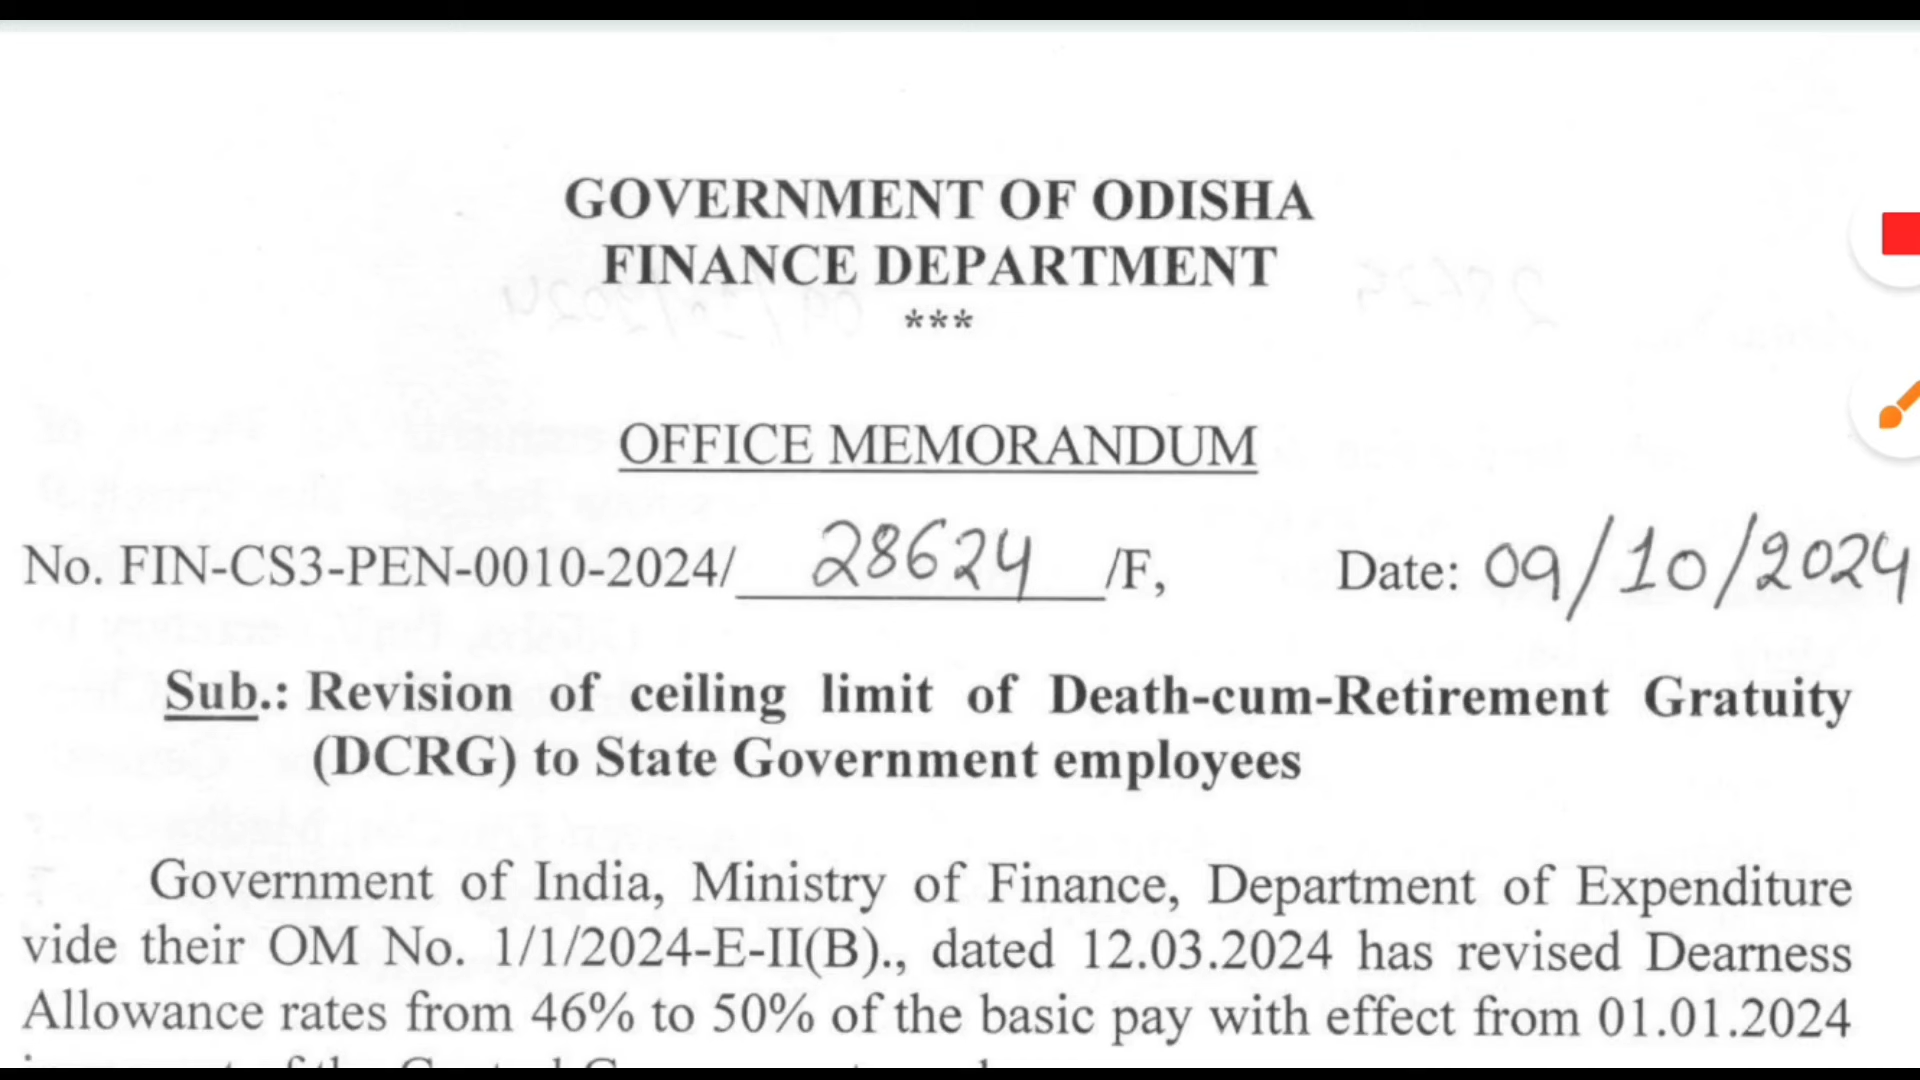 GOVERNMENT OF ODISHA
FINANCE DEPARTMENT
***
OFFICE MEMORANDUM
No. FIN-CS3-PEN-0010-2024/ 28624 /F, Date: 09/10/2024
Sub.: Revision of ceiling limit of Death-cum-Retirement Gratuity
(DCRG) to State Government employees
Government of India, Ministry of Finance, Department of Expenditure
vide their OM No. 1/1/2024-E-II(B)., dated 12.03.2024 has revised Dearness
Allowance rates from 46% to 50% of the basic pay with effect from 01.01.2024